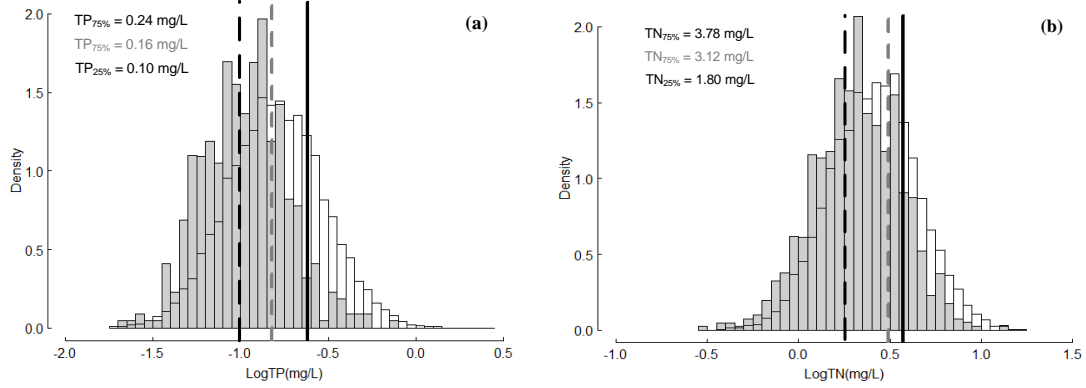 (a)
TP75% = 0.24 mg/L
TP75% = 0.16 mg/L
TP25% = 0.10 mg/L
2.0
1.5
1.0
0.5
0.0
Density
-2.0 -1.5 -1.0 -0.5 0.0 0.5
LogTP(mg/L)
(b)
TN75% = 3.78 mg/L
TN75% = 3.12 mg/L
TN25% = 1.80 mg/L
2.0
1.5
1.0
0.5
0.0
Density
-1.0 -0.5 0.0 0.5 1.0 1.5
LogTN(mg/L)